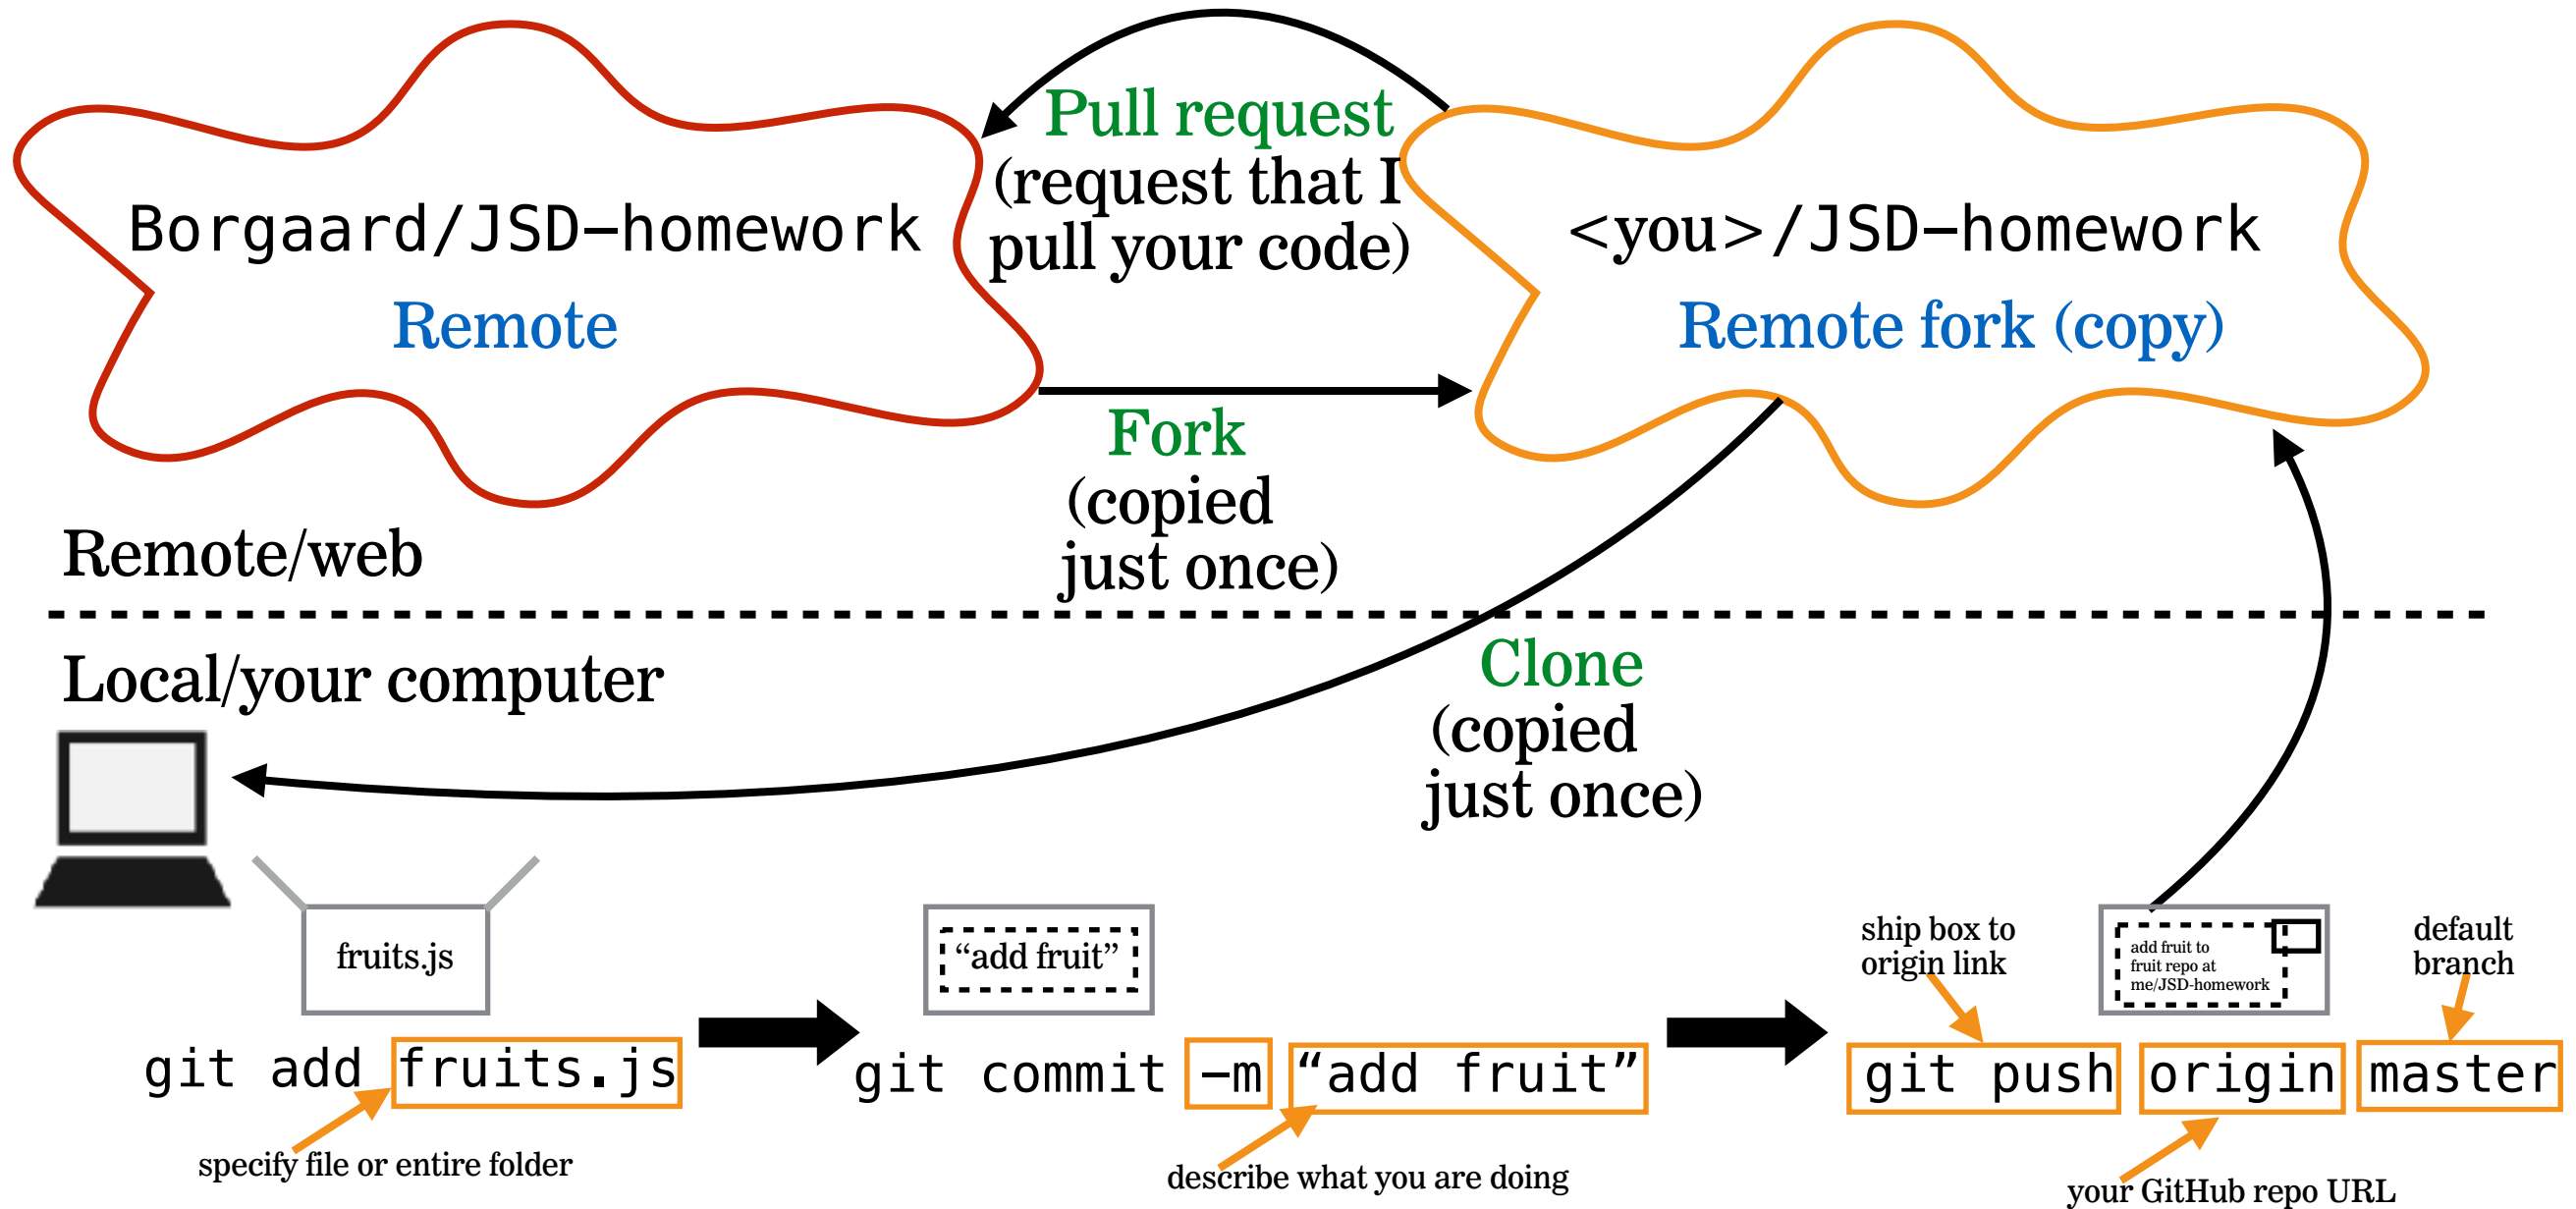 Pull request
(request that I
pull your code)
Borgaard/JSD-homework
Remote
<you>/JSD-homework
Remote fork (copy)
Fork
(copied
just once)
Remote/web
Local/your computer
Clone
(copied
just once)
fruits.js
“add fruit”
ship box to
origin link
add fruit to
fruit repo at
me/JSD-homework
default
branch
git add fruits.js
git commit -m “add fruit”
git push origin master
specify file or entire folder
describe what you are doing
your GitHub repo URL